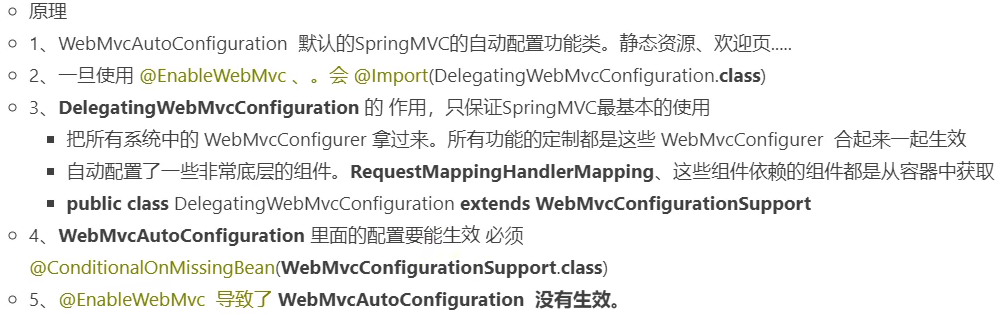 原理
1、WebMvcAutoConfiguration 默认的SpringMVC的自动配置功能类。静态资源、欢迎页.....
2、一旦使用 @EnableWebMvc 、。会 @Import(DelegatingWebMvcConfiguration.class)
3、DelegatingWebMvcConfiguration 的 作用，只保证SpringMVC最基本的使用
把所有系统中的 WebMvcConfigurer 拿过来。所有功能的定制都是这些 WebMvcConfigurer 合起来一起生效
自动配置了一些非常底层的组件。RequestMappingHandlerMapping、这些组件依赖的组件都是从容器中获取
public class DelegatingWebMvcConfiguration extends WebMvcConfigurationSupport
4、WebMvcAutoConfiguration 里面的配置要能生效 必须
@ConditionalOnMissingBean(WebMvcConfigurationSupport.class)
5、@EnableWebMvc 导致了 WebMvcAutoConfiguration 没有生效。